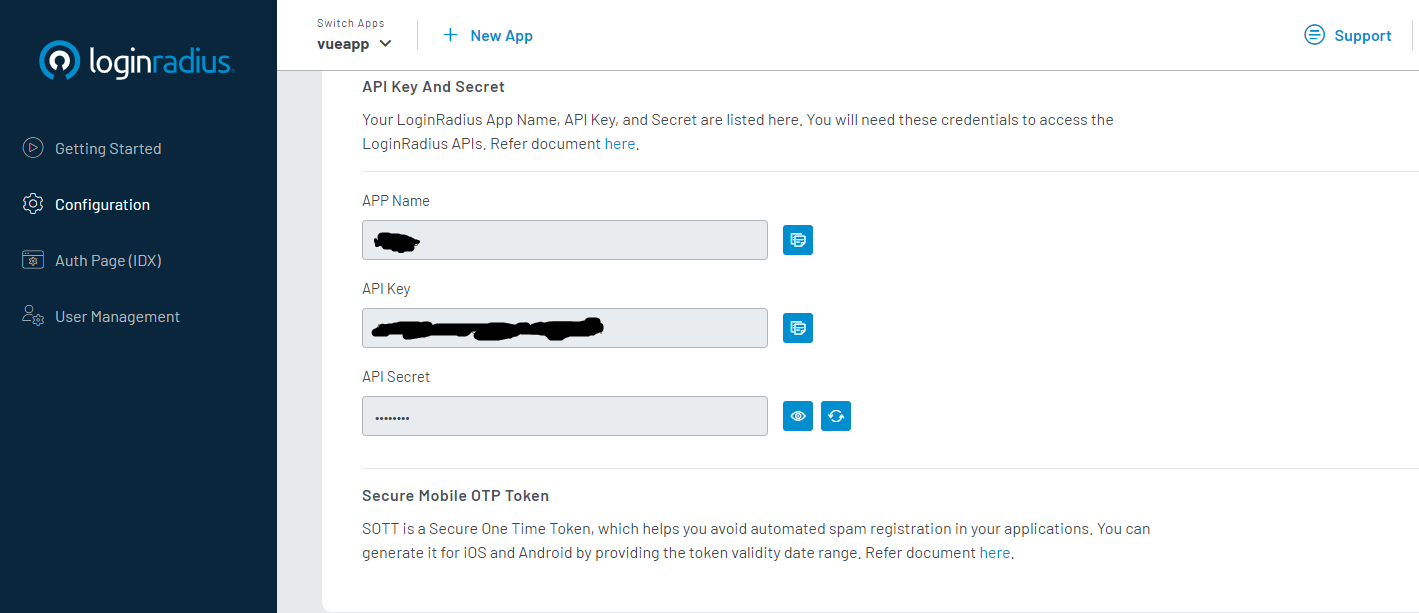 loginradius
Getting Started
Configuration
Auth Page (IDX)
User Management
Switch Apps
vueapp
New App
Support
API Key And Secret
Your LoginRadius App Name, API Key, and Secret are listed here. You will need these credentials to access the
LoginRadius APIs. Refer document here.
APP Name
API Key
API Secret
••••••••
Secure Mobile OTP Token
SOTT is a Secure One Time Token, which helps you avoid automated spam registration in your applications. You can
generate it for iOS and Android by providing the token validity date range. Refer document here.